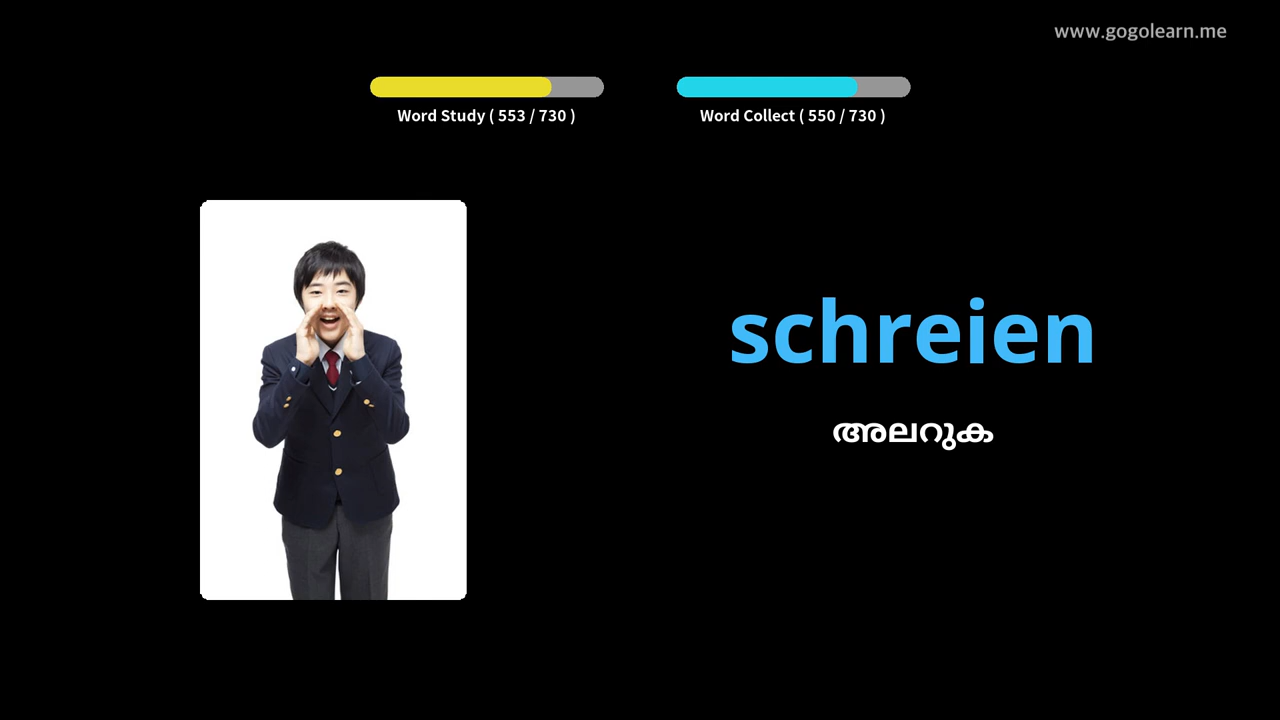 www.gogolearn.me
Word Study ( 553 / 730 )
Word Collect ( 550 / 730 )
schreien
അലറുക